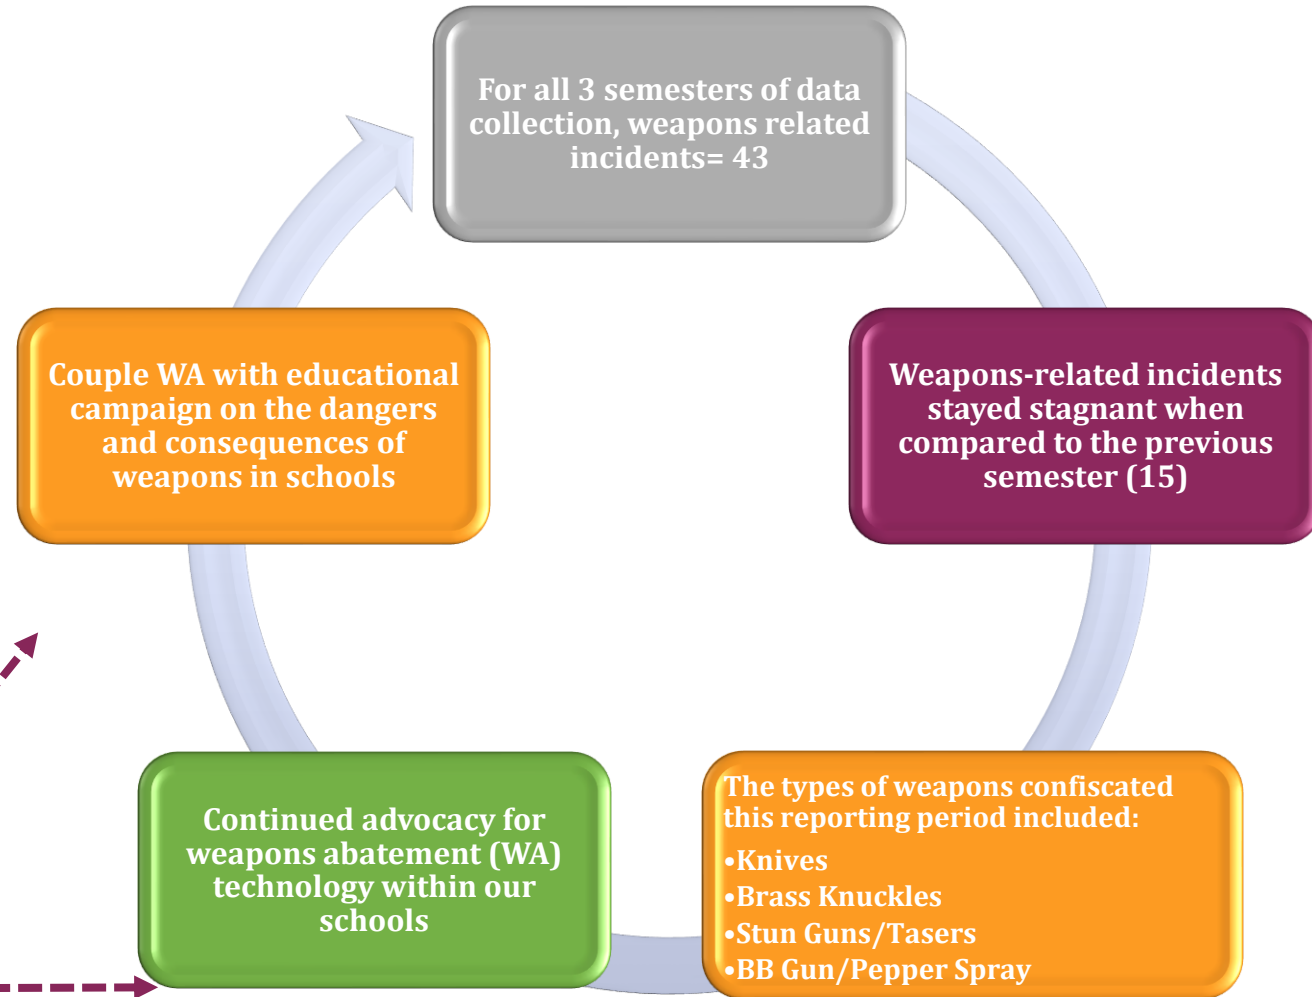 For all 3 semesters of data
collection, weapons related
incidents= 43
Weapons-related incidents
stayed stagnant when
compared to the previous
semester (15)
The types of weapons confiscated
this reporting period included:
•Knives
•Brass Knuckles
•Stun Guns/Tasers
•BB Gun/Pepper Spray
Continued advocacy for
weapons abatement (WA)
technology within our
schools
Couple WA with educational
campaign on the dangers
and consequences of
weapons in schools